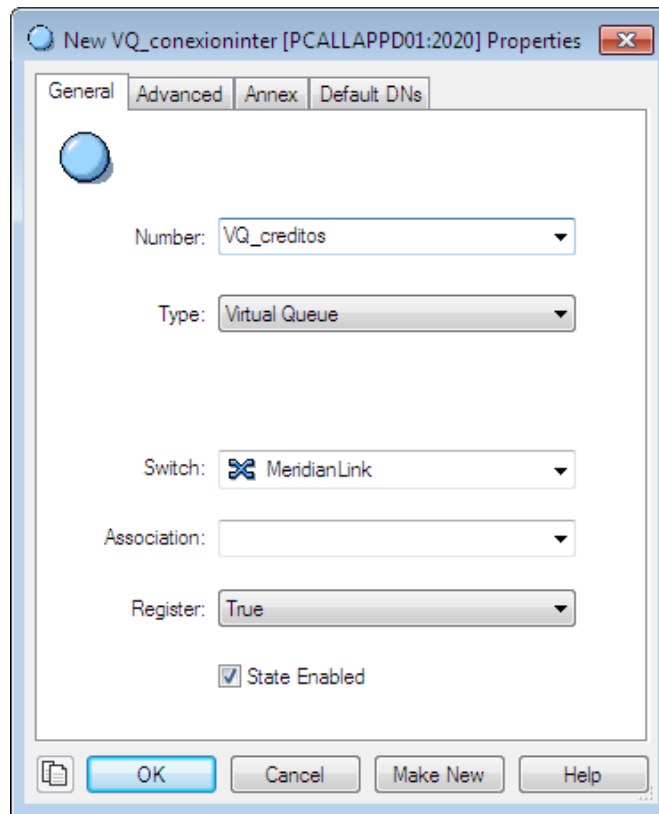 New VQ_conexioninter [PCALLAPPD01:2020] Properties
General Advanced Annex Default DNs
Number: VQ_creditos
Type: Virtual Queue
Switch: MeridianLink
Association:
Register: True
State Enabled
OK Cancel Make New Help